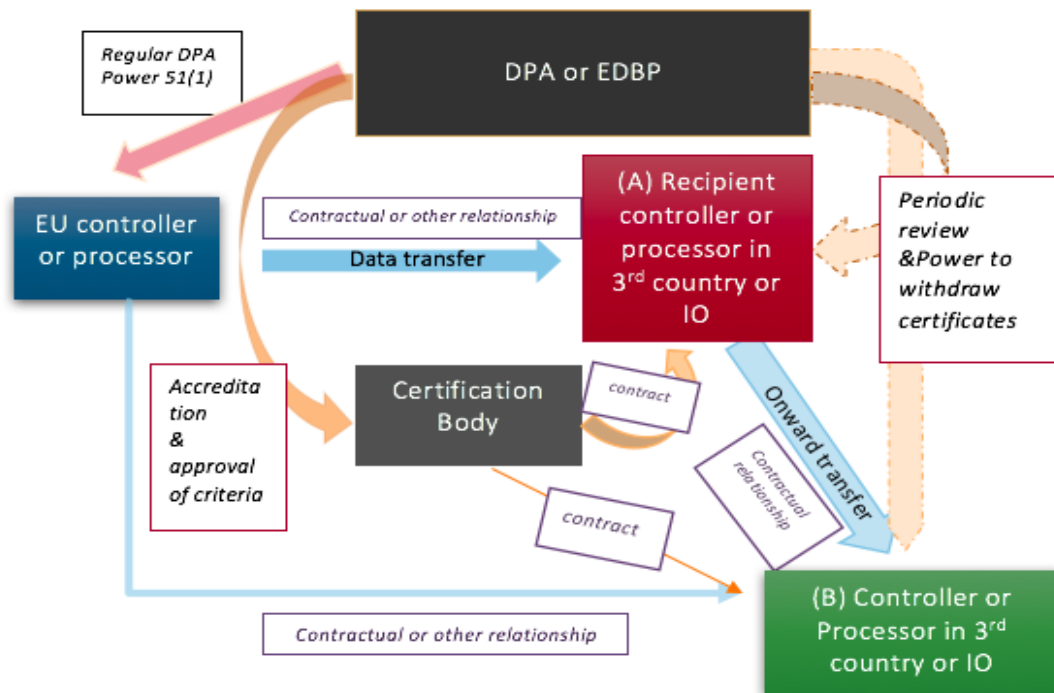 Regular DPA
Power 51(1)
DPA or EDBP
EU controller
or processor
Contractual or other relationship
Data transfer
(A) Recipient
controller or
processor in
3rd country or
IO
Periodic
review
&Power to
withdraw
certificates
Accredita
tion
&
approval
of criteria
Certification
Body
contract
Onward transfer
Contractual
relationship
contract
Contractual or other relationship
(B) Controller or
Processor in 3rd
country or IO